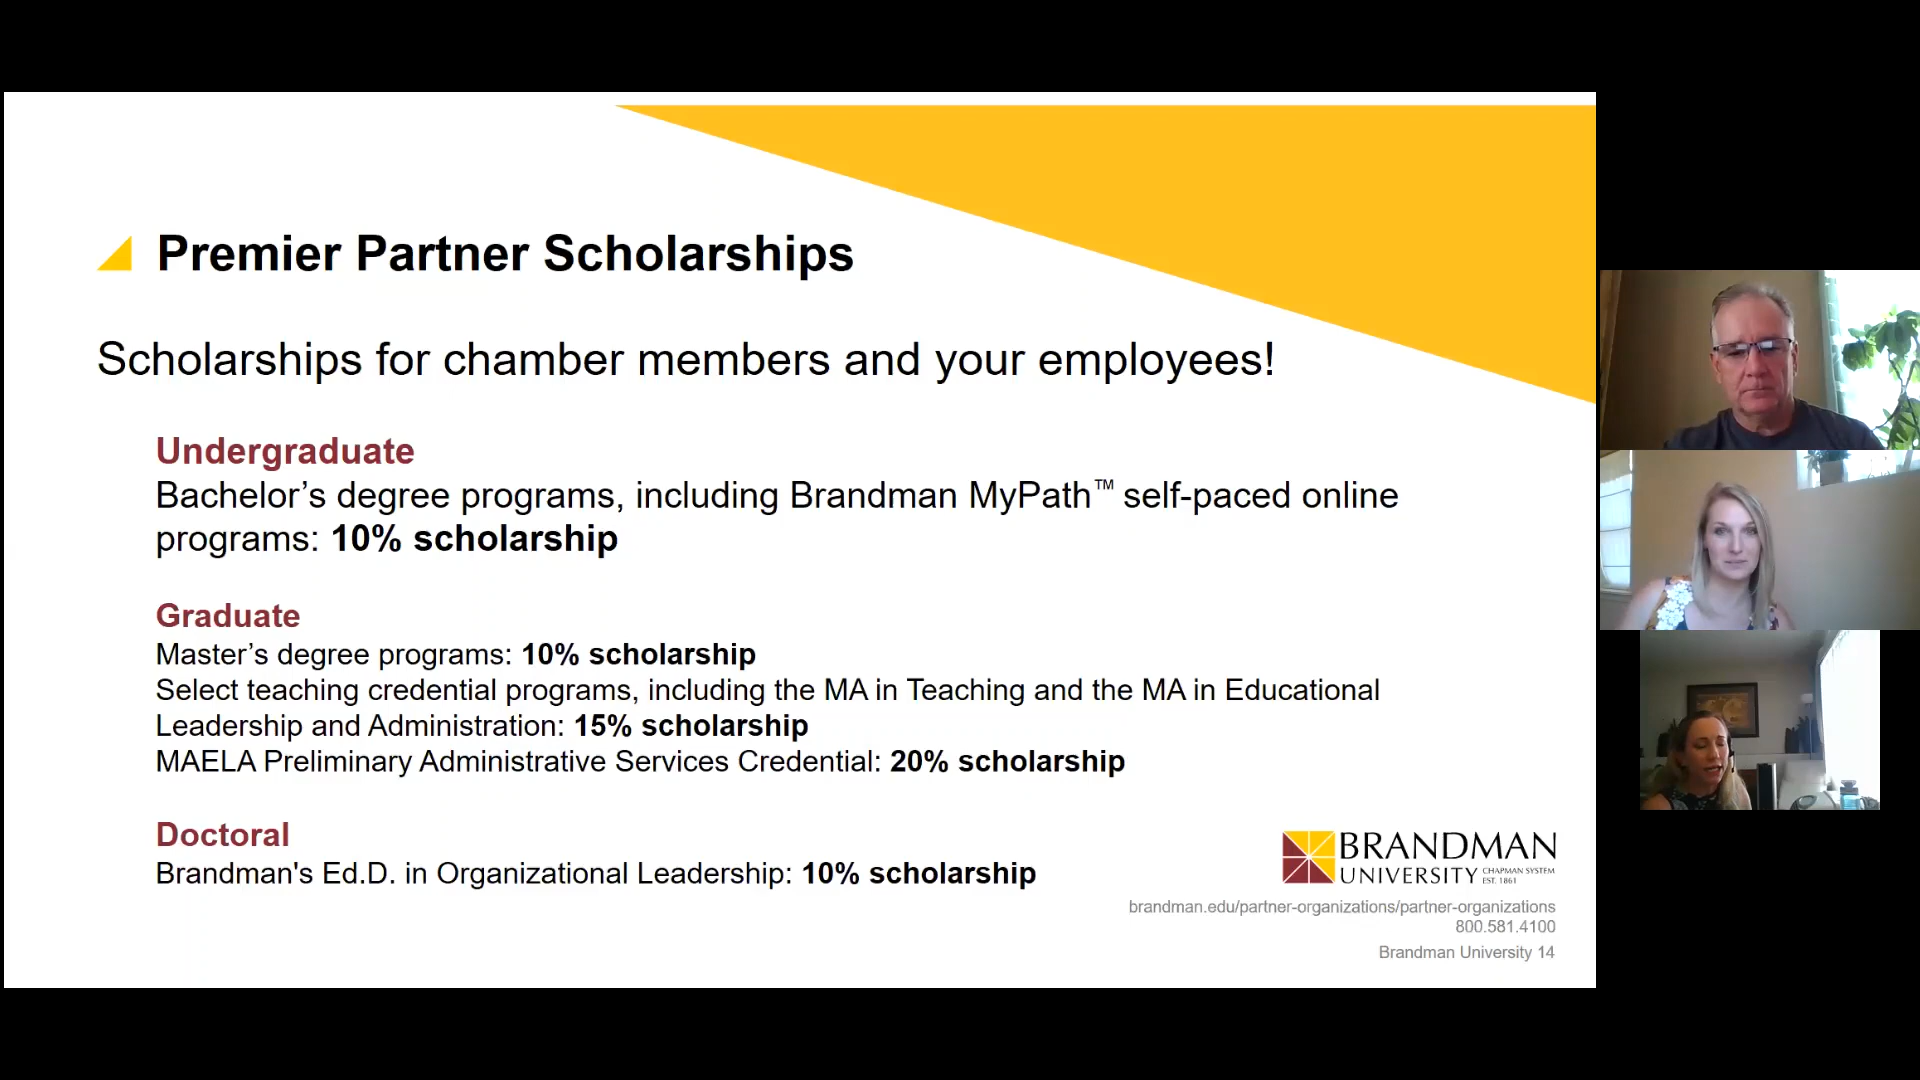 Premier Partner Scholarships
Scholarships for chamber members and your employees!
Undergraduate
Bachelor’s degree programs, including Brandman MyPath™ self-paced online
programs: 10% scholarship
Graduate
Master’s degree programs: 10% scholarship
Select teaching credential programs, including the MA in Teaching and the MA in Educational
Leadership and Administration: 15% scholarship
MAELA Preliminary Administrative Services Credential: 20% scholarship
Doctoral
Brandman's Ed.D. in Organizational Leadership: 10% scholarship
BRANDMAN
UNIVERSITY CHAPMAN SYSTEM
EST. 1861
brandman.edu/partner-organizations/partner-organizations
800.581.4100
Brandman University 14